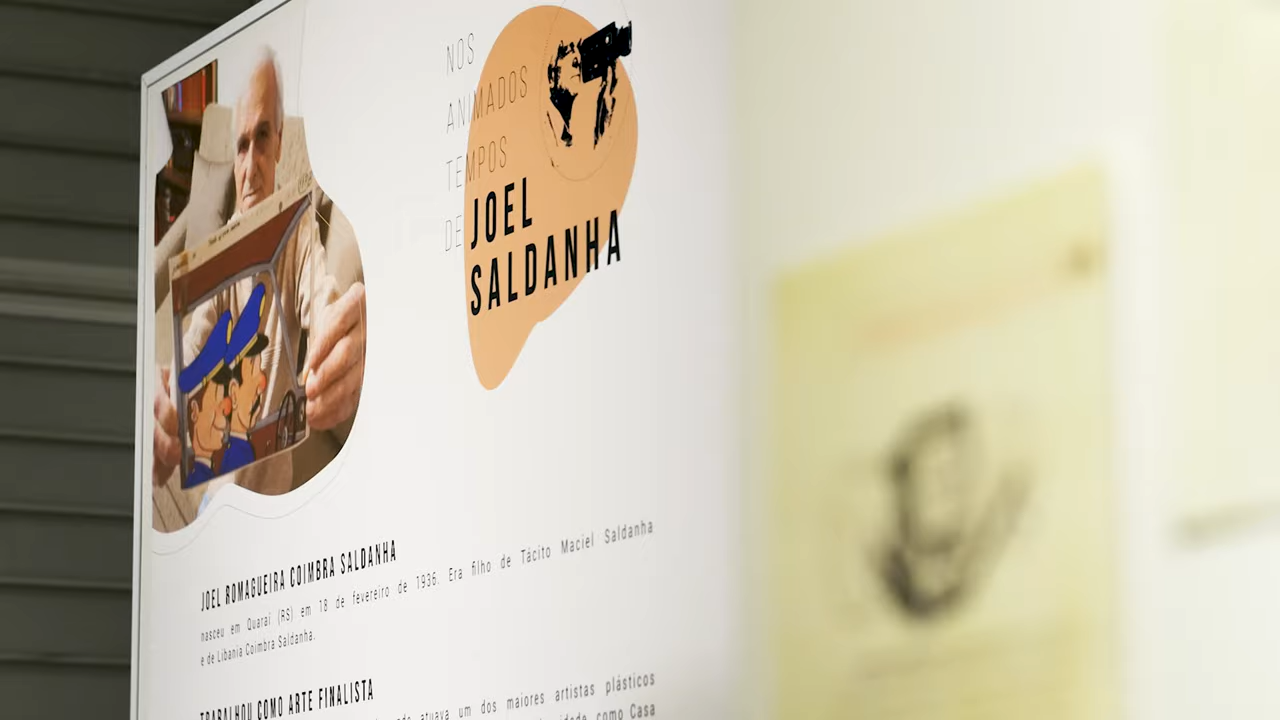 NOS
ANIMADOS
TEMPOS
DE JOEL
SALDANHA
JOEL ROMAGUEIRA COIMBRA SALDANHA
nasceu em Quaraí (RS) em 18 de fevereiro de 1936. Era filho de Tácito Maciel Saldanha
e de Libania Coimbra Saldanha.
TRABALHOU COMO ARTE FINALISTA
atuava um dos maiores artistas plásticos
como Casa